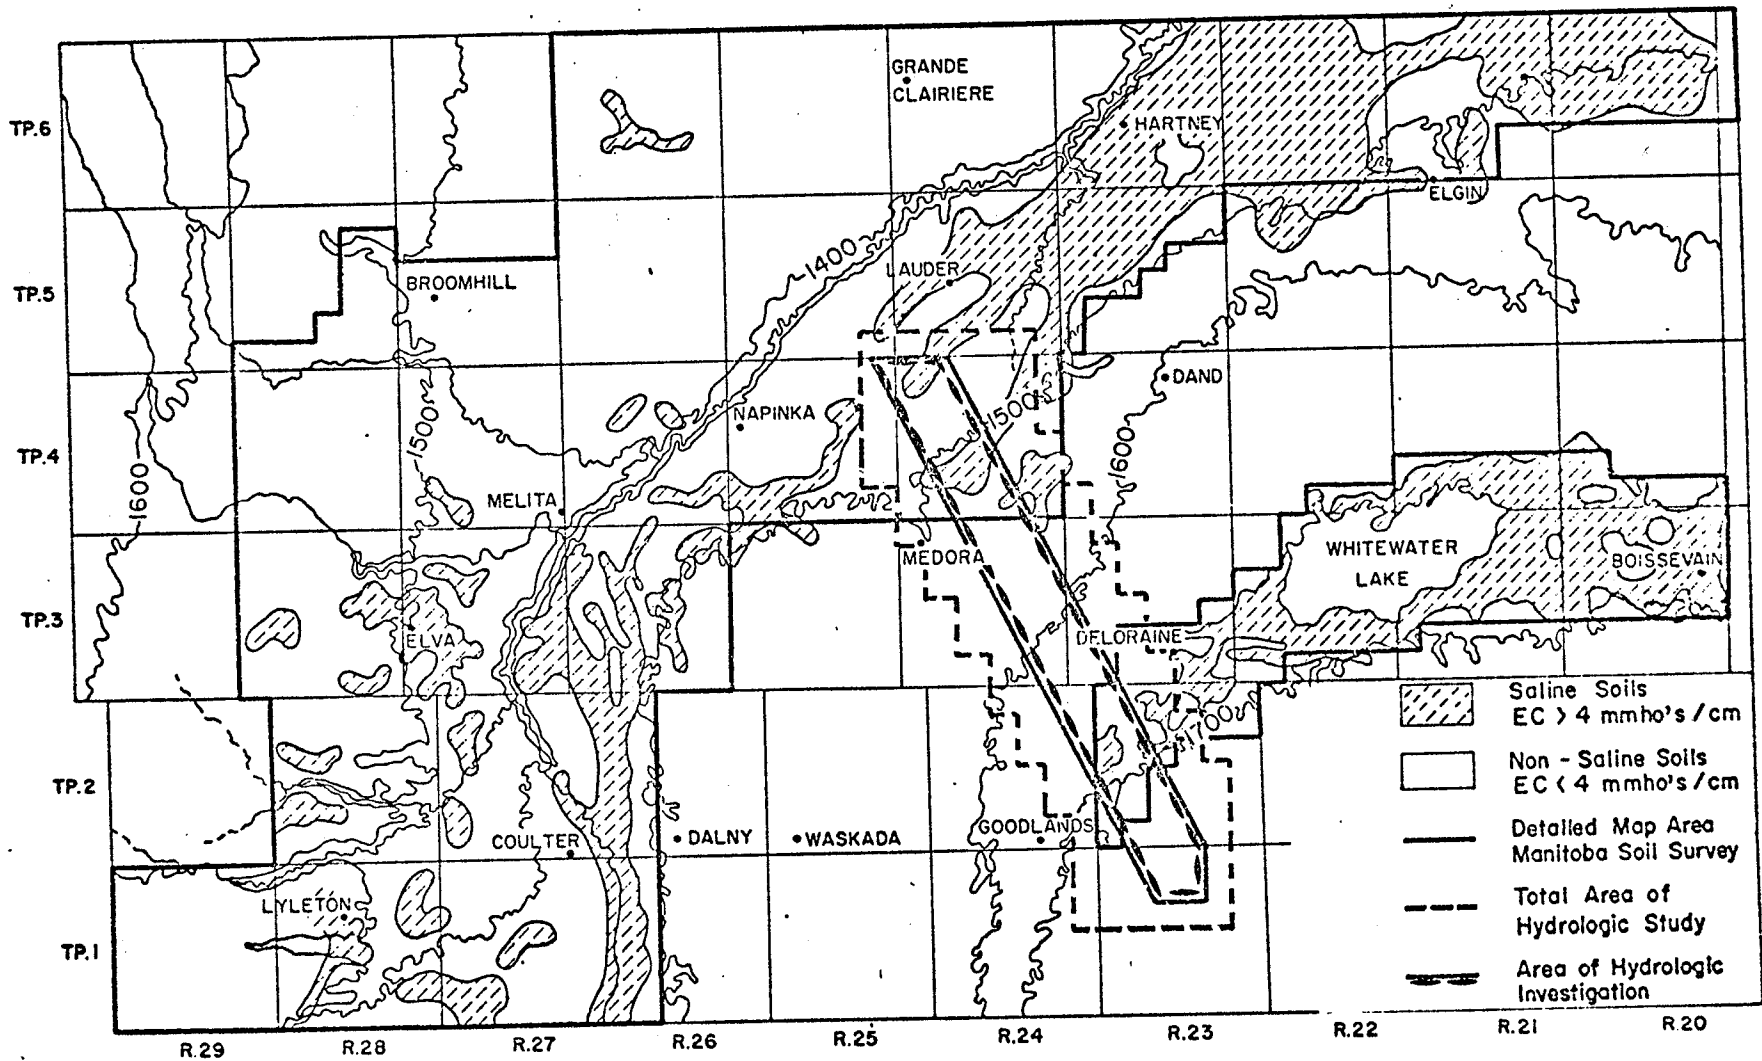 GRANDE
CLAIRIERE
TP.6
HARTNEY
ELGIN
1400
LAUDER
BROOMHILL
TP.5
DAND
NAPINKA
1500
1500
1600
1600
TP.4
MELITA
MEDORA
WHITEWATER
LAKE
BOISSEVAIN
TP.3
ELVA
DELORAINE
1700
Saline Soils
EC > 4 mmho's/cm
Non - Saline Soils
EC < 4 mmho's/cm
TP.2
COULTER
DALNY
WASKADA
GOODLANDS
Detailed Map Area
Manitoba Soil Survey
LYLETON
Total Area of
Hydrologic Study
TP.1
Area of Hydrologic
Investigation
R.29
R.28
R.27
R.26
R.25
R.24
R.23
R.22
R.21
R.20